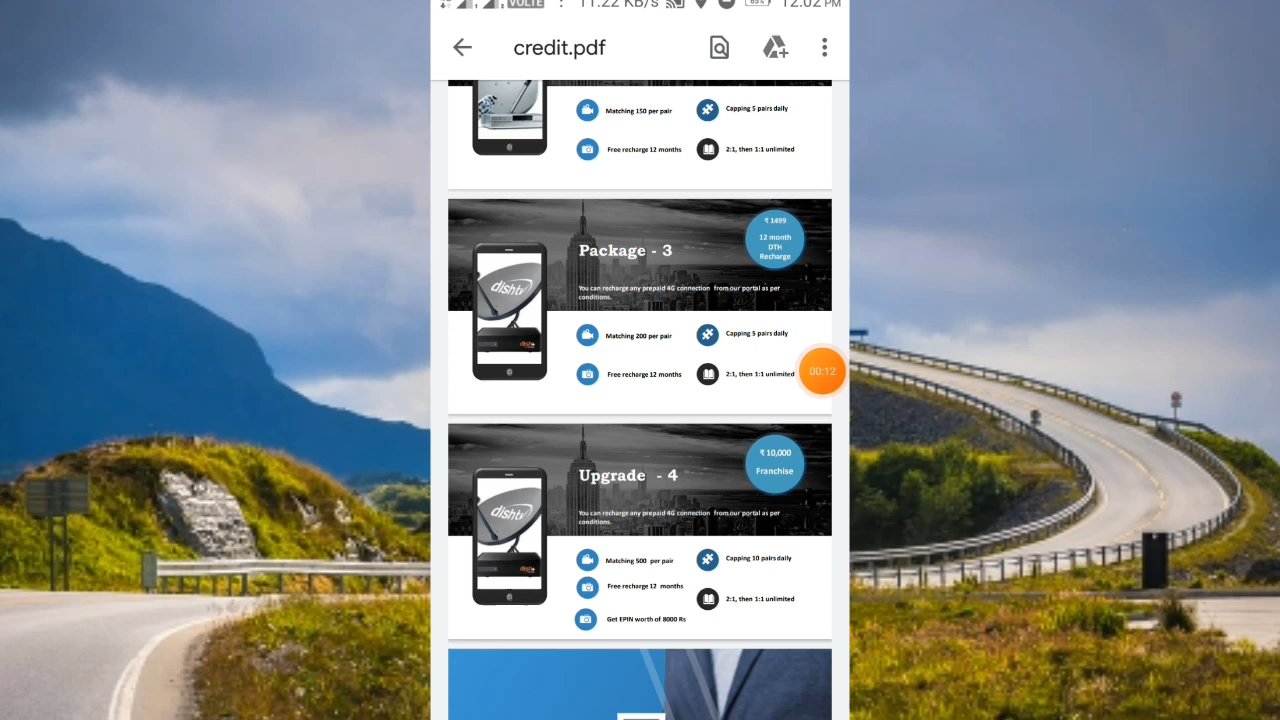 VOLTE : 11.22 KB/s 85% 12.02 PM
credit.pdf
Matching 150 per pair
Capping 5 pairs daily
Free recharge 12 months
2:1, then 1:1 unlimited
₹ 1499
12 month
DTH
Recharge
Package - 3
dishtv
You can recharge any prepaid 4G connection from our portal as per
conditions.
Matching 200 per pair
Capping 5 pairs daily
Free recharge 12 months
2:1, then 1:1 unlimited
00:12
₹ 10,000
Franchise
Upgrade - 4
dishtv
You can recharge any prepaid 4G connection from our portal as per
conditions.
Matching 500 per pair
Capping 10 pairs daily
Free recharge 12 months
2:1, then 1:1 unlimited
Get EPIN worth of 8000 Rs